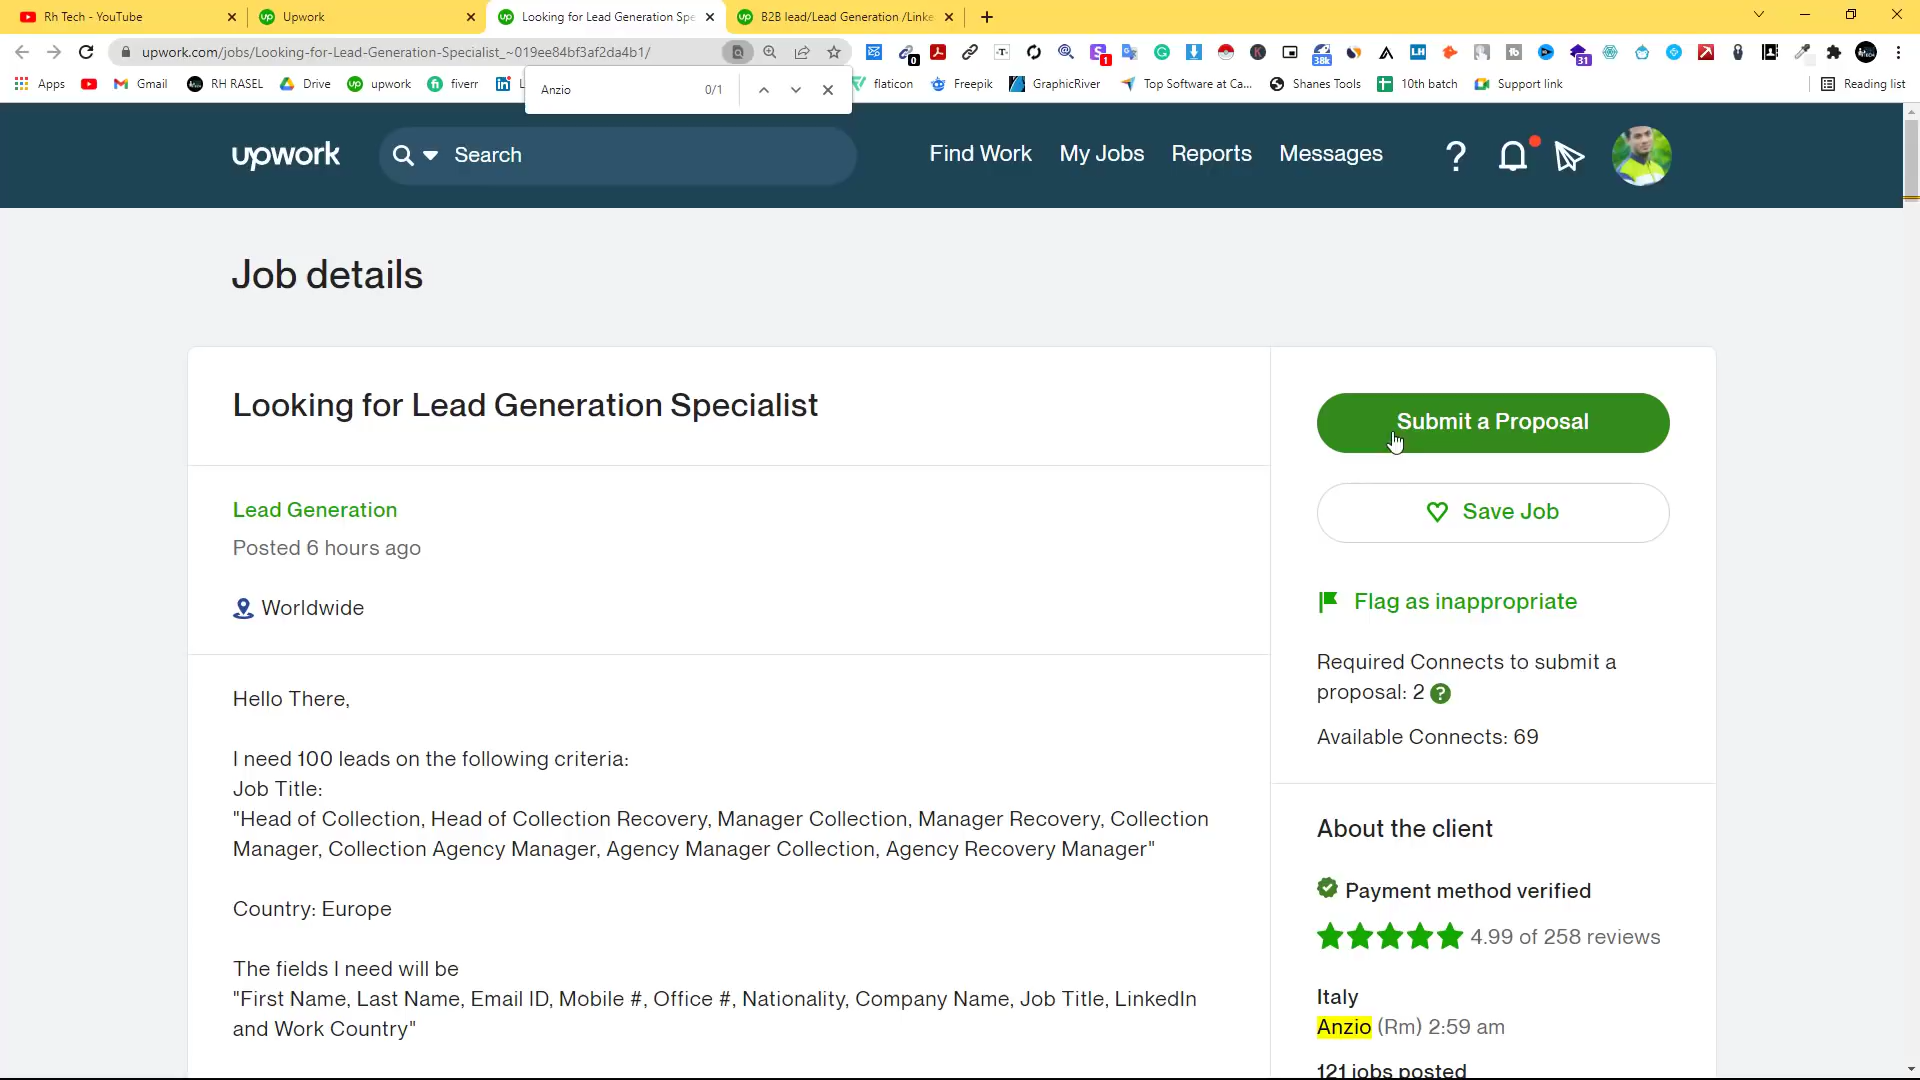 Rh Tech - YouTube
Upwork
Looking for Lead Generation Spe
B2B lead/Lead Generation /Linke
upwork.com/jobs/Looking-for-Lead-Generation-Specialist_~019ee84bf3af2da4b1/
Apps
Gmail
RH RASEL
Drive
upwork
fiverr
flaticon
Freepik
GraphicRiver
Top Software at Ca...
Shanes Tools
10th batch
Support link
Reading list
Anzio
0/1
upwork
Search
Find Work
My Jobs
Reports
Messages
Job details
Looking for Lead Generation Specialist
Lead Generation
Posted 6 hours ago
Worldwide
Hello There,
I need 100 leads on the following criteria:
Job Title:
"Head of Collection, Head of Collection Recovery, Manager Collection, Manager Recovery, Collection
Manager, Collection Agency Manager, Agency Manager Collection, Agency Recovery Manager"
Country: Europe
The fields I need will be
"First Name, Last Name, Email ID, Mobile #, Office #, Nationality, Company Name, Job Title, LinkedIn
and Work Country"
Submit a Proposal
Save Job
Flag as inappropriate
Required Connects to submit a
proposal: 2
Available Connects: 69
About the client
Payment method verified
4.99 of 258 reviews
Italy
Anzio (Rm) 2:59 am
121 jobs posted